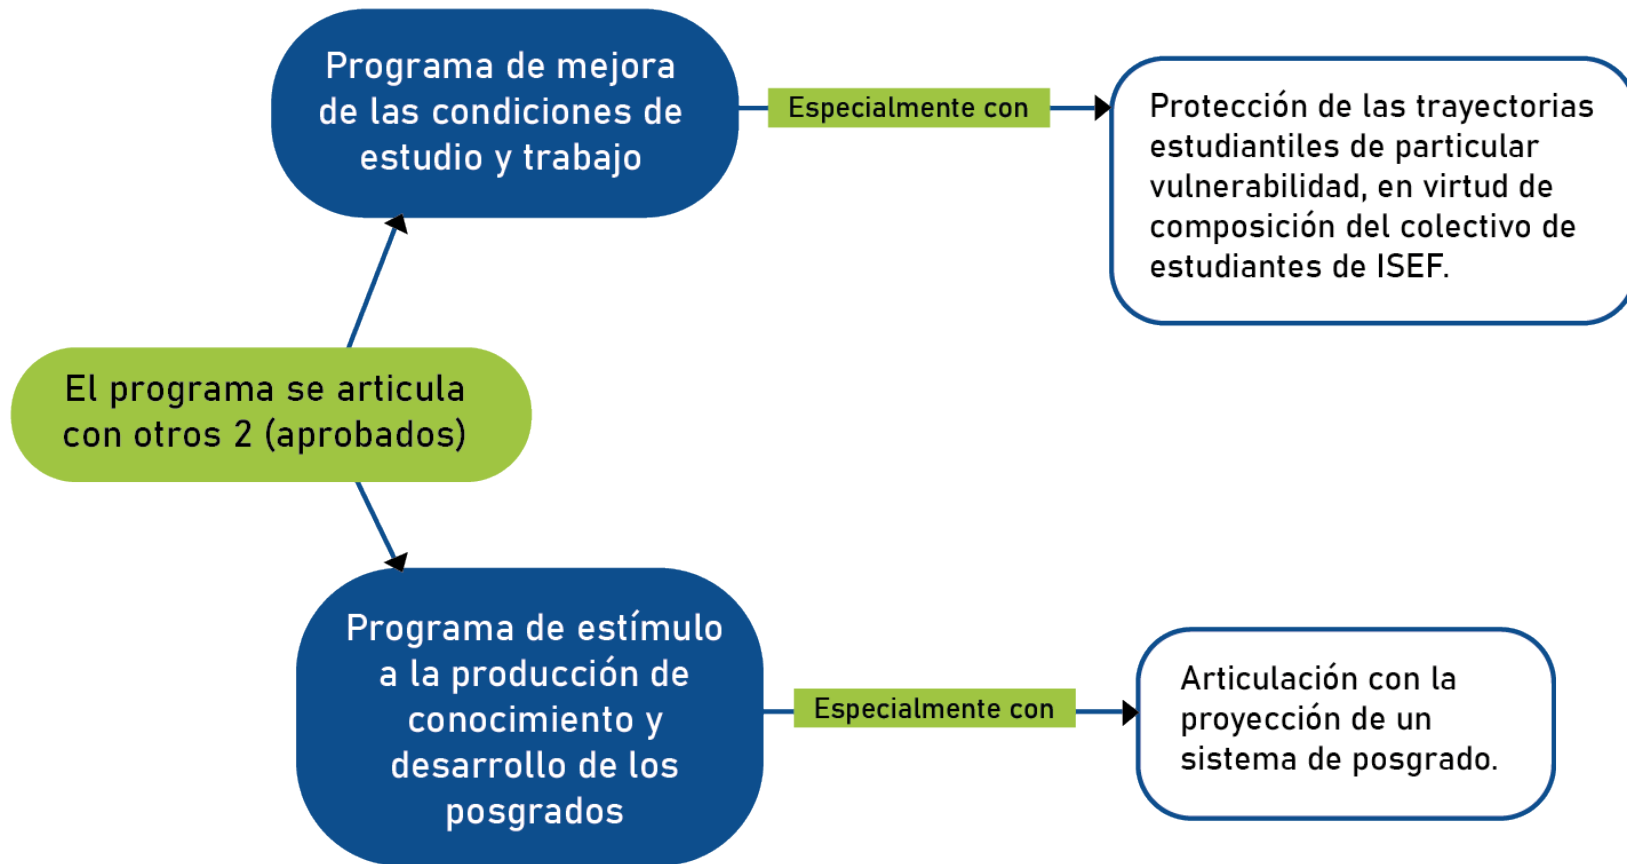 Programa de mejora
de las condiciones de
estudio y trabajo
Especialmente con
Protección de las trayectorias
estudiantiles de particular
vulnerabilidad, en virtud de
composición del colectivo de
estudiantes de ISEF.
El programa se articula
con otros 2 (aprobados)
Programa de estímulo
a la producción de
conocimiento y
desarrollo de los
posgrados
Especialmente con
Articulación con la
proyección de un
sistema de posgrado.